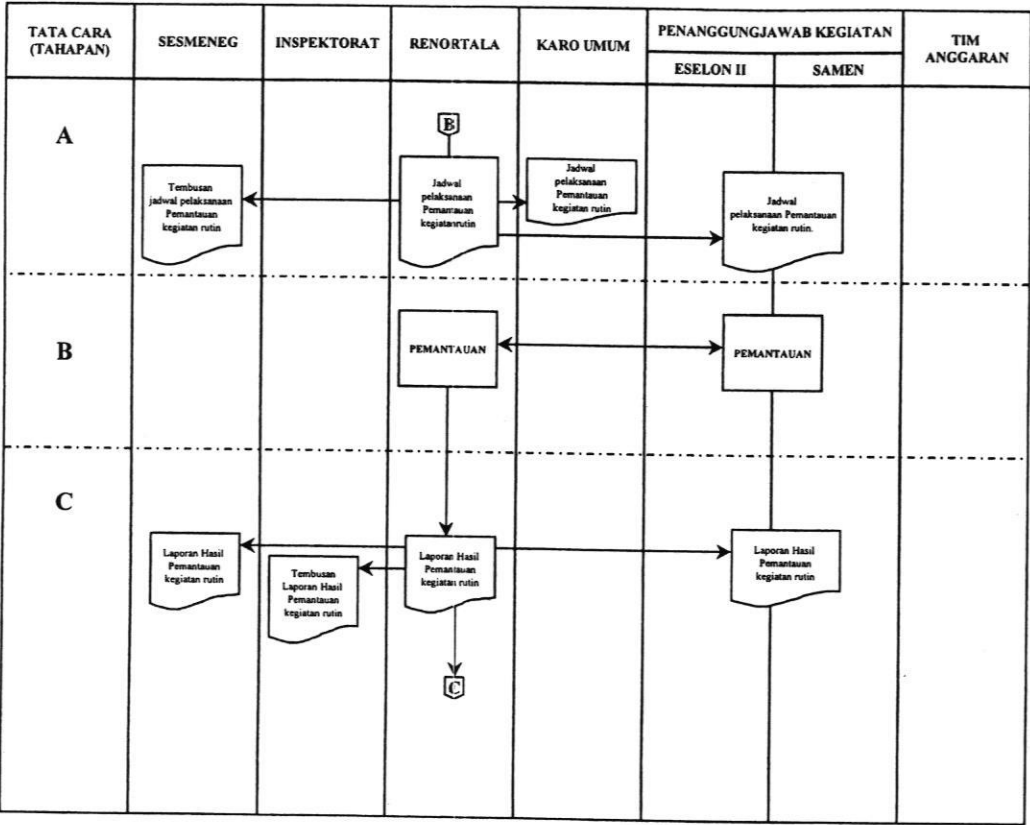 TATA CARA
(TAHAPAN)
SESMENEG
INSPEKTORAT
RENORTALA
KARO UMUM
PENANGGUNGJAWAB KEGIATAN
ESELON II
SAMEN
TIM
ANGGARAN
A
B
Tembusan
jadwal pelaksanaan
Pemantauan
kegiatan rutin
Jadwal
pelaksanaan
Pemantauan
kegiatanrutin
Jadwal
pelaksanaan
Pemantauan
kegiatan rutin
Jadwal
pelaksanaan Pemantauan
kegiatan rutin.
B
PEMANTAUAN
PEMANTAUAN
C
Laporan Hasil
Pemantauan
kegiatan rutin
Tembusan
Laporan Hasil
Pemantauan
kegiatan rutin
Laporan Hasil
Pemantauan
kegiatan rutin
Laporan Hasil
Pemantauan
kegiatan rutin
C